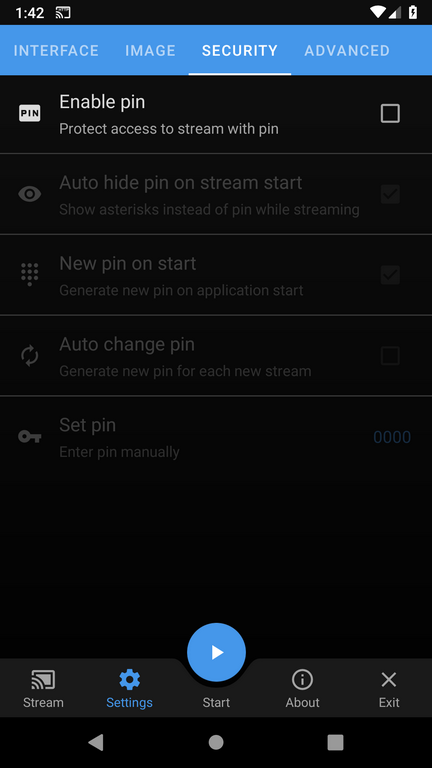 1:42
INTERFACE IMAGE SECURITY ADVANCED
PIN
Enable pin
Protect access to stream with pin
Auto hide pin on stream start
Show asterisks instead of pin while streaming
New pin on start
Generate new pin on application start
Auto change pin
Generate new pin for each new stream
Set pin
Enter pin manually
0000
Stream Settings Start About Exit